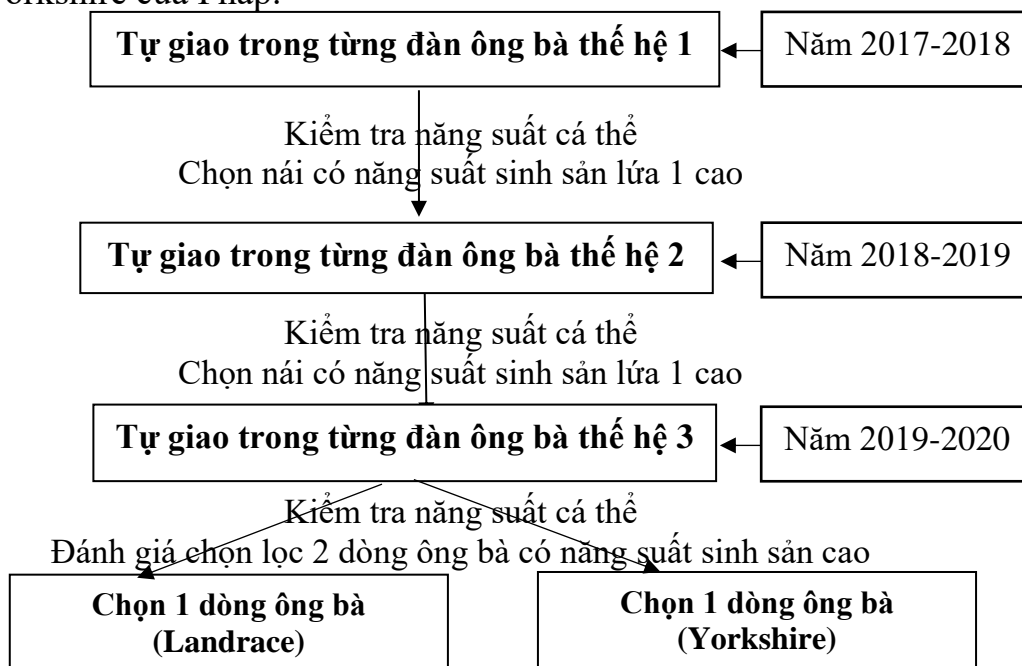 orkshire của Pháp.
Tự giao trong từng đàn ông bà thế hệ 1
Năm 2017-2018
Kiểm tra năng suất cá thể
Chọn nái có năng suất sinh sản lứa 1 cao
Tự giao trong từng đàn ông bà thế hệ 2
Năm 2018-2019
Kiểm tra năng suất cá thể
Chọn nái có năng suất sinh sản lứa 1 cao
Tự giao trong từng đàn ông bà thế hệ 3
Năm 2019-2020
Kiểm tra năng suất cá thể
Đánh giá chọn lọc 2 dòng ông bà có năng suất sinh sản cao
Chọn 1 dòng ông bà
(Landrace)
Chọn 1 dòng ông bà
(Yorkshire)